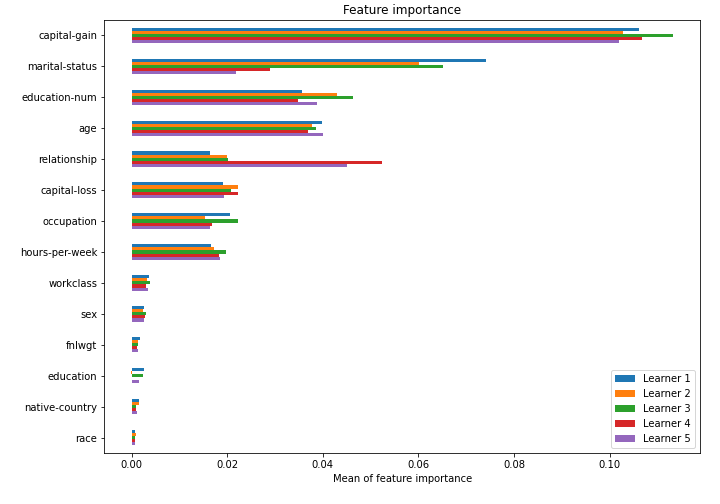 Feature importance
capital-gain
marital-status
education-num
age
relationship
capital-loss
occupation
hours-per-week
workclass
sex
fnlwgt
education
native-country
race
Learner 1
Learner 2
Learner 3
Learner 4
Learner 5
0.00 0.02 0.04 0.06 0.08 0.10
Mean of feature importance